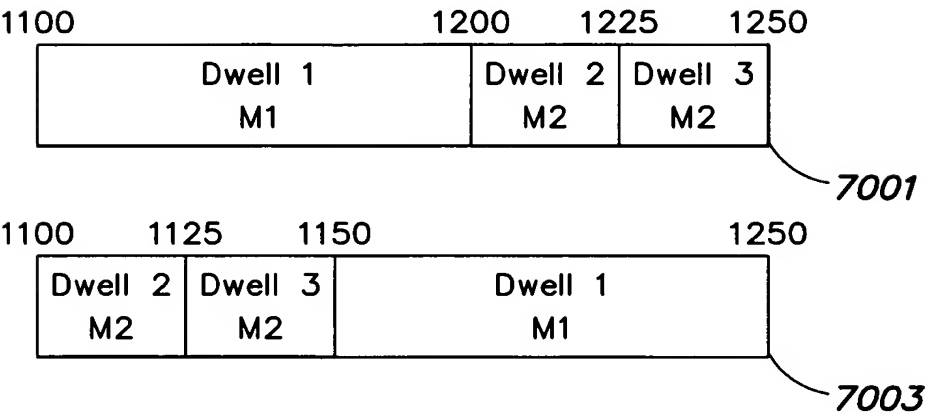 1100 1200 1225 1250
Dwell 1 Dwell 2 Dwell 3
M1 M2 M2
7001
1100 1125 1150 1250
Dwell 2 Dwell 3 Dwell 1
M2 M2 M1
7003